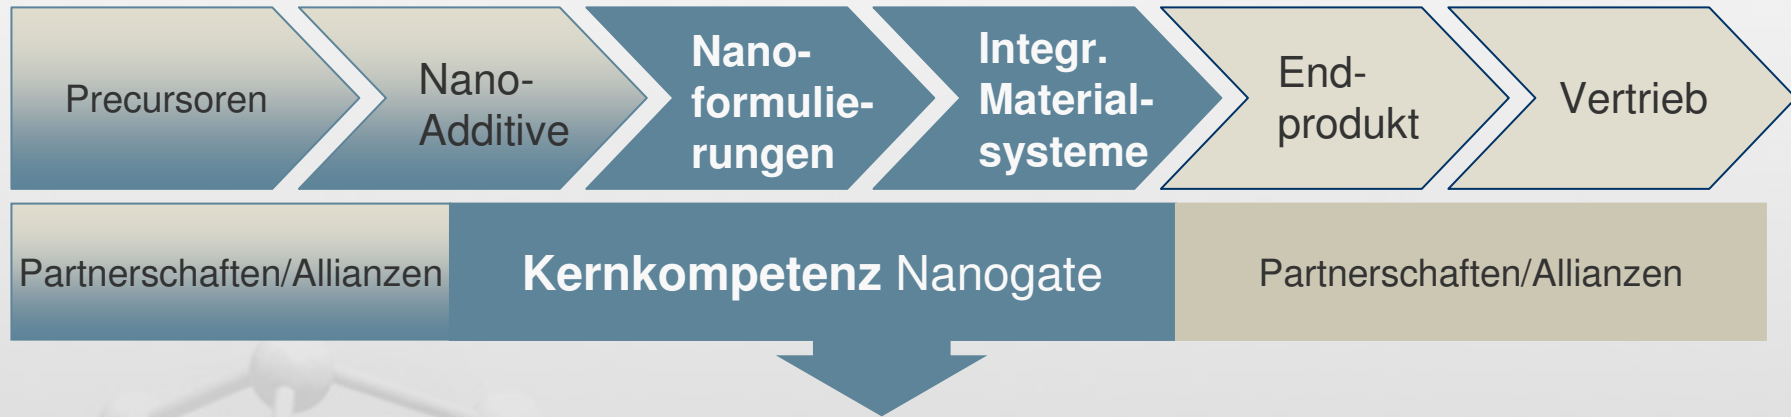 Precursoren
Nano-
Additive
Nano-
formulie-
rungen
Integr.
Material-
systeme
End-
produkt
Vertrieb
Partnerschaften/Allianzen
Kernkompetenz Nanogate
Partnerschaften/Allianzen